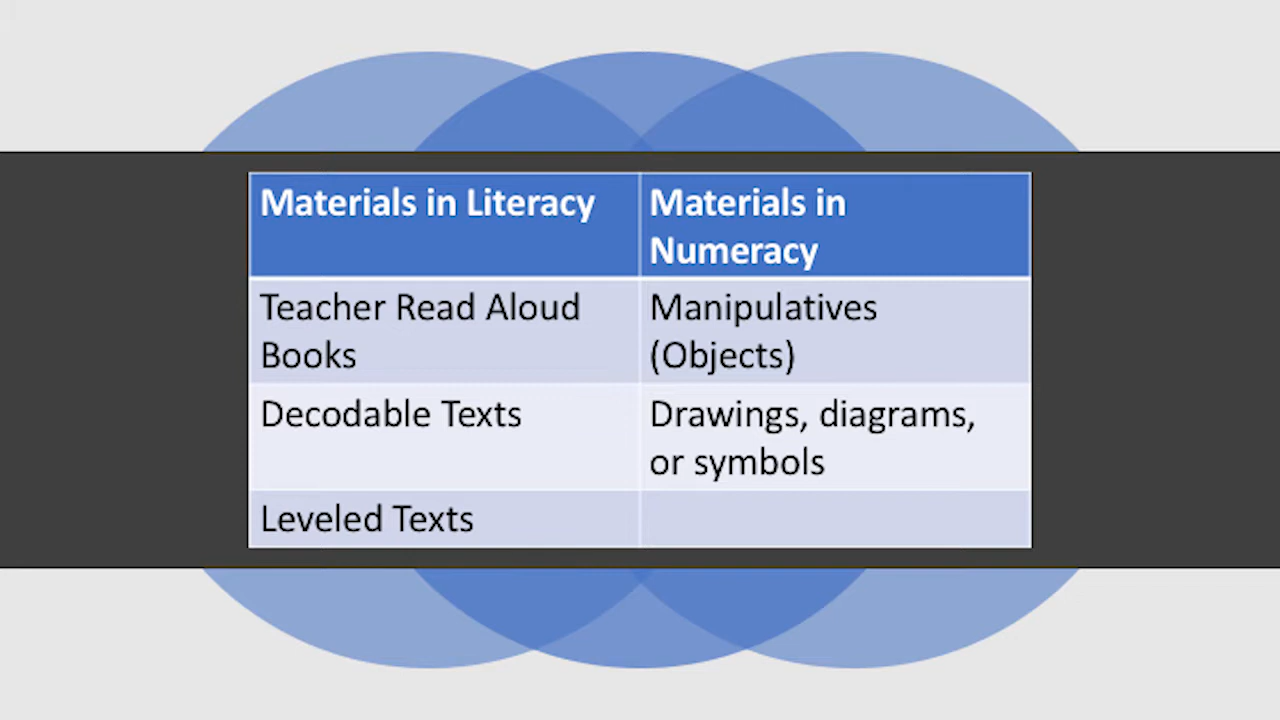 Materials in Literacy
Materials in
Numeracy
Teacher Read Aloud
Books
Manipulatives
(Objects)
Decodable Texts
Drawings, diagrams,
or symbols
Leveled Texts